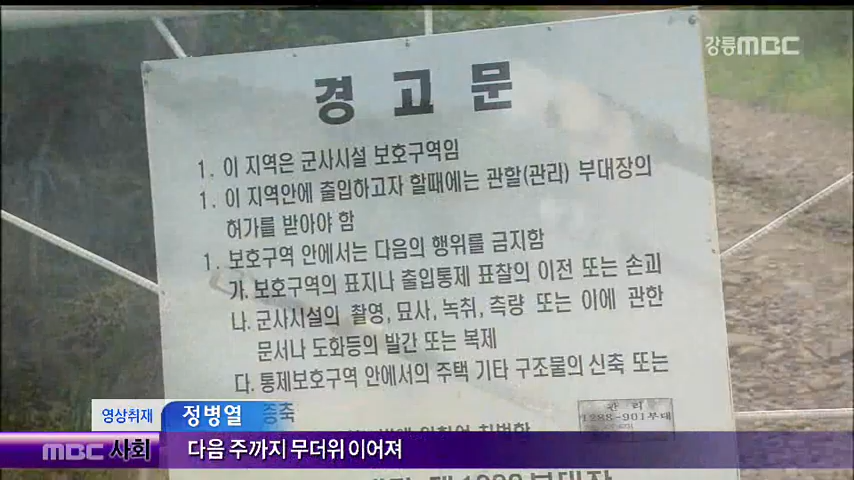 강릉MBC
경고문
1. 이 지역은 군사시설 보호구역임
1. 이 지역안에 출입하고자 할때에는 관할(관리) 부대장의
허가를 받아야 함
1. 보호구역 안에서는 다음의 행위를 금지함
가. 보호구역의 표지나 출입통제 표찰의 이전 또는 손괴
나. 군사시설의 촬영, 묘사, 녹취, 측량 또는 이에 관한
문서나 도화등의 발간 또는 복제
다. 통제보호구역 안에서의 주택 기타 구조물의 신축 또는
증축
관리
1288-901부대
영상취재 정병열
MBC 사회 다음 주까지 무더위 이어져